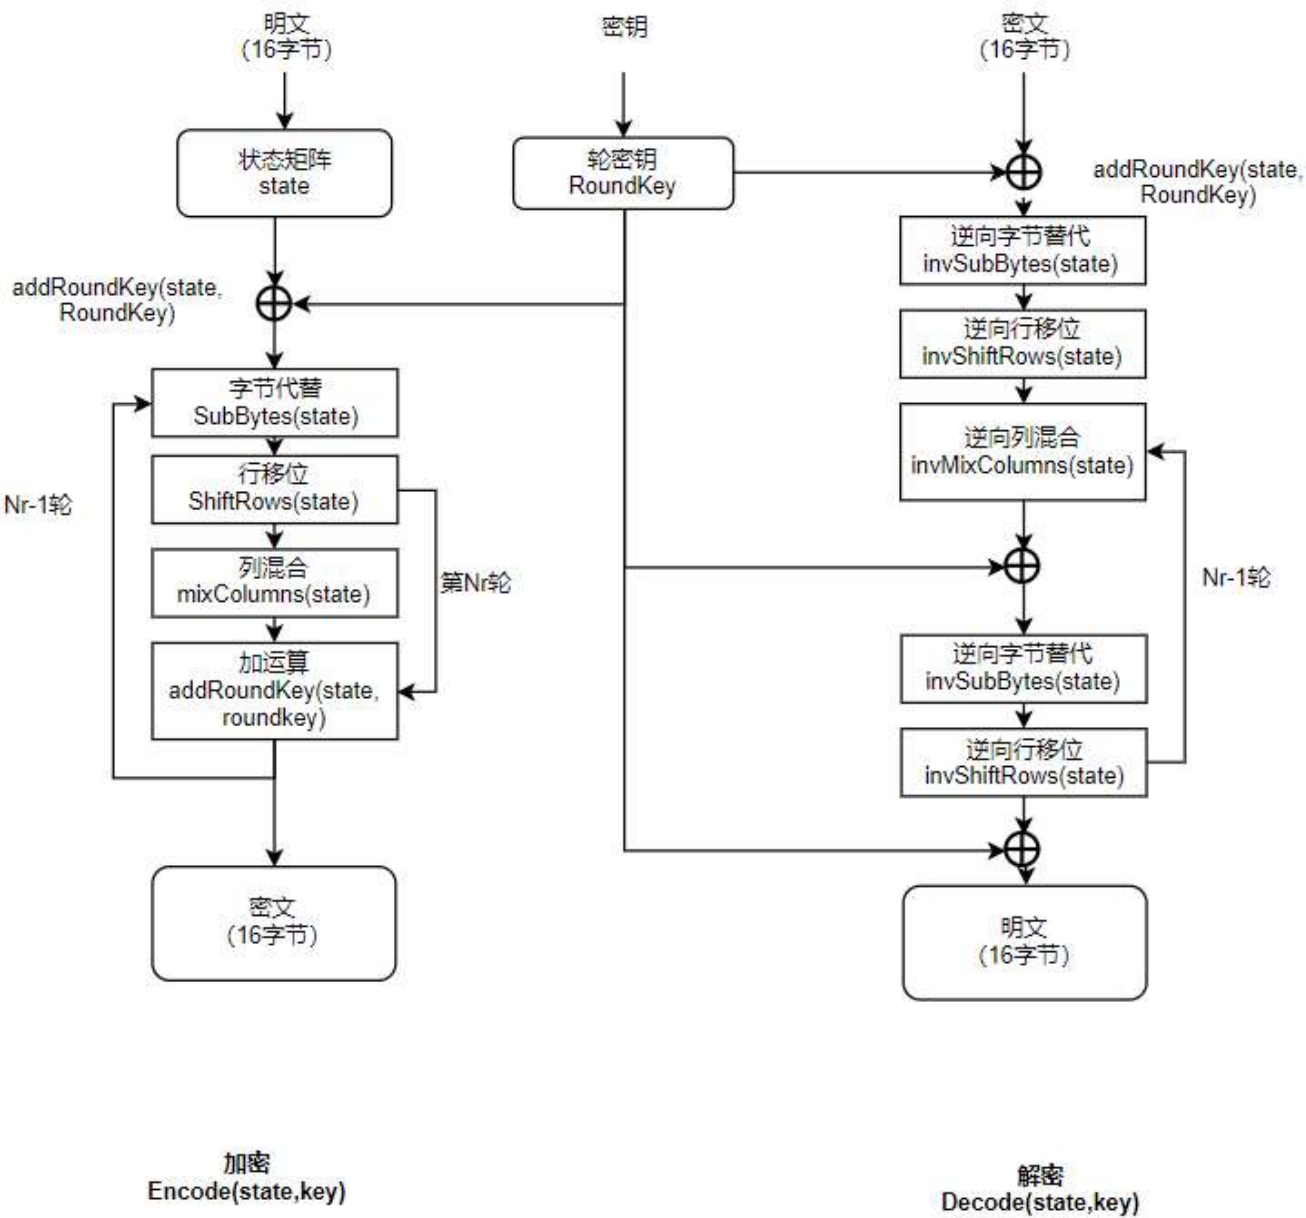 明文
（16字节）
状态矩阵
state
addRoundKey(state,
RoundKey)
字节代替
SubBytes(state)
行移位
ShiftRows(state)
列混合
mixColumns(state)
加运算
addRoundKey(state,
roundkey)
Nr-1轮
第Nr轮
密文
（16字节）
加密
Encode(state,key)
密钥
轮密钥
RoundKey
密文
（16字节）
addRoundKey(state,
RoundKey)
逆向字节替代
invSubBytes(state)
逆向行移位
invShiftRows(state)
逆向列混合
invMixColumns(state)
Nr-1轮
逆向字节替代
invSubBytes(state)
逆向行移位
invShiftRows(state)
明文
（16字节）
解密
Decode(state,key)